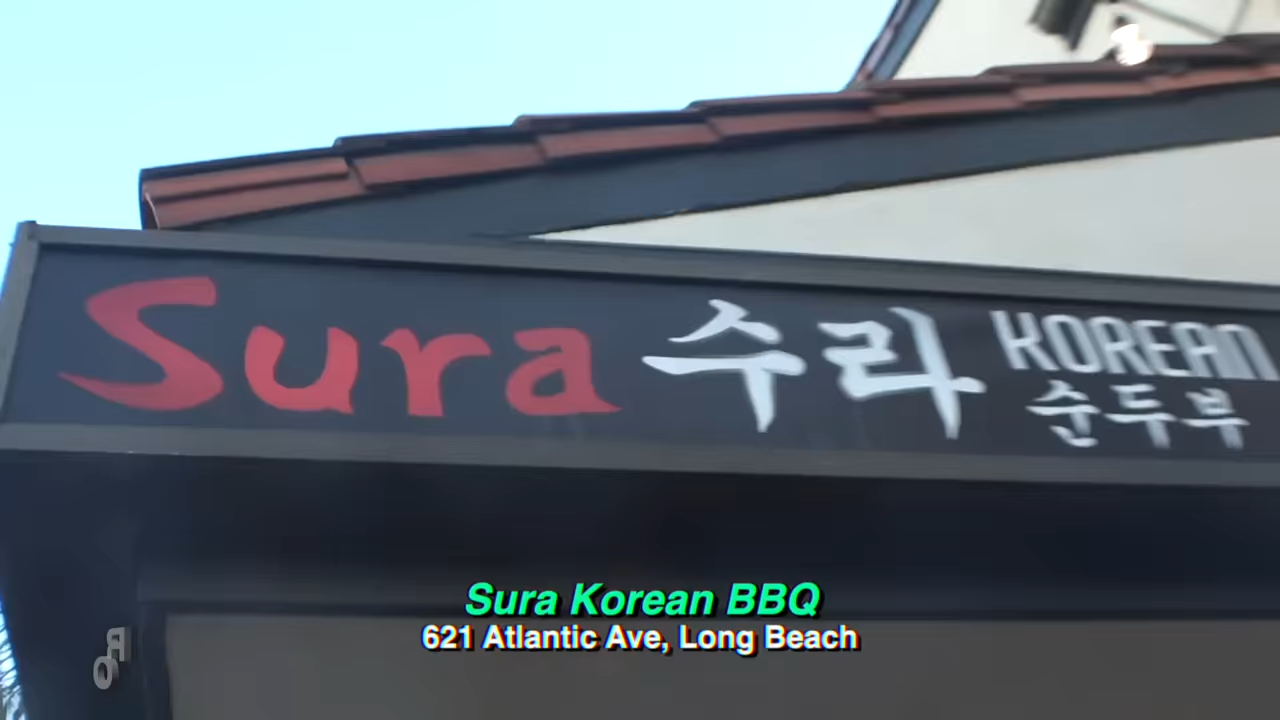 Sura 수라 KOREAN
순두부
Sura Korean BBQ
621 Atlantic Ave, Long Beach